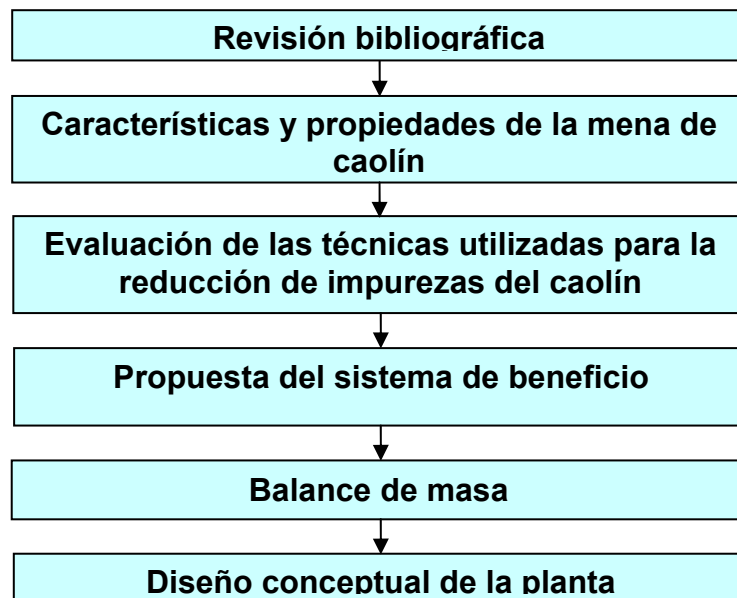 Revisión bibliográfica
Características y propiedades de la mena de
caolín
Evaluación de las técnicas utilizadas para la
reducción de impurezas del caolín
Propuesta del sistema de beneficio
Balance de masa
Diseño conceptual de la planta